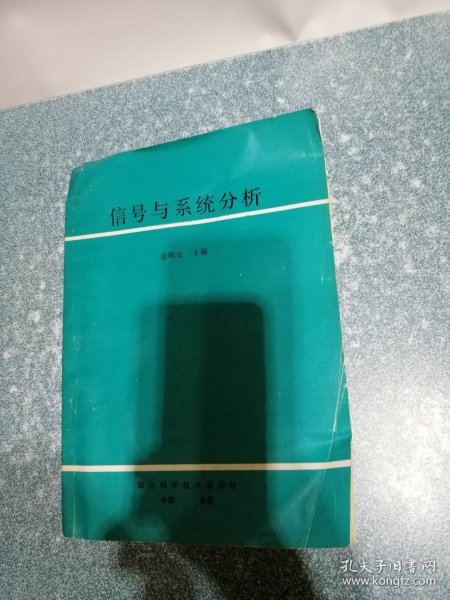 信号与系统分析
张明友 主编
四川科学技术出版社
中国 成都
孔夫子旧书网
www.kongfz.com